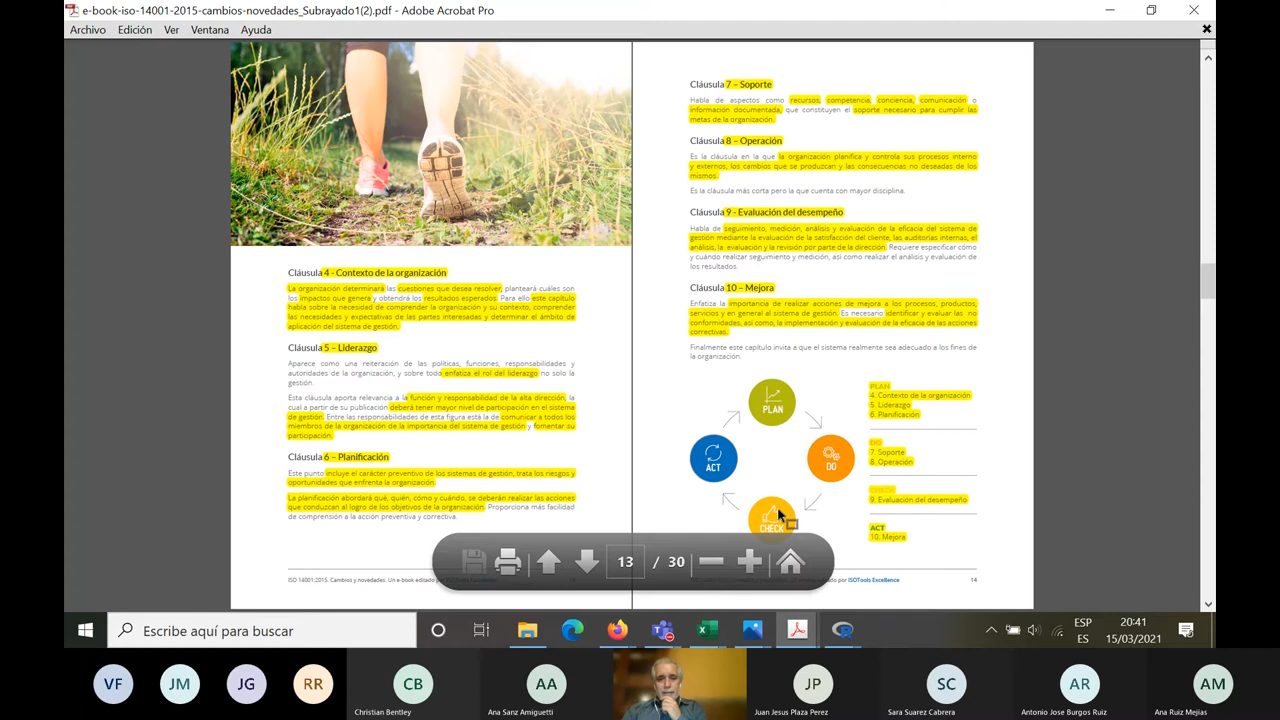 e-book-iso-14001-2015-cambios-novedades_Subrayado1(2).pdf - Adobe Acrobat Pro
Archivo Edición Ver Ventana Ayuda
Cláusula 4 - Contexto de la organización
La organización determinará las cuestiones que desea resolver, planteará cuáles son
los impactos que genera y obtendrá los resultados esperados. Para ello este capítulo
habla sobre la necesidad de comprender la organización y su contexto, comprender
las necesidades y expectativas de las partes interesadas y determinar el ámbito de
aplicación del sistema de gestión.
Cláusula 5 – Liderazgo
Aparece como una reiteración de las políticas, funciones, responsabilidades y
autoridades de la organización, y sobre todo enfatiza el rol del liderazgo no solo la
gestión.
Esta cláusula aporta relevancia a la función y responsabilidad de la alta dirección, la
cual a partir de su publicación deberá tener mayor nivel de participación en el sistema
de gestión. Entre las responsabilidades de esta figura está la de comunicar a todos los
miembros de la organización de la importancia del sistema de gestión y fomentar su
participación.
Cláusula 6 – Planificación
Este punto incluye el carácter preventivo de los sistemas de gestión, trata los riesgos y
oportunidades que enfrenta la organización.
La planificación abordará qué, quién, cómo y cuándo, se deberán realizar las acciones
que conduzcan al logro de los objetivos de la organización. Proporciona más facilidad
de comprensión a la acción preventiva y correctiva.
ISO 14001:2015. Cambios y novedades. Un e-book editado por ISOTools Excellence
Cláusula 7 – Soporte
Habla de aspectos como recursos, competencia, conciencia, comunicación o
información documentada, que constituyen el soporte necesario para cumplir las
metas de la organización.
Cláusula 8 – Operación
Es la cláusula en la que la organización planifica y controla sus procesos interno
y externos, los cambios que se produzcan y las consecuencias no deseadas de los
mismos.
Es la cláusula más corta pero la que cuenta con mayor disciplina.
Cláusula 9 - Evaluación del desempeño
Habla de seguimiento, medición, análisis y evaluación de la eficacia del sistema de
gestión mediante la evaluación de la satisfacción del cliente, las auditorías internas, el
análisis, la evaluación y la revisión por parte de la dirección. Requiere especificar cómo
y cuándo realizar seguimiento y medición, así como realizar el análisis y evaluación de
los resultados.
Cláusula 10 – Mejora
Enfatiza la importancia de realizar acciones de mejora a los procesos, productos,
servicios y en general al sistema de gestión. Es necesario identificar y evaluar las no
conformidades, así como, la implementación y evaluación de la eficacia de las acciones
correctivas.
Finalmente este capítulo invita a que el sistema realmente sea adecuado a los fines de
la organización.
PLAN
DO
CHECK
ACT
PLAN
4. Contexto de la organización
5. Liderazgo
6. Planificación
DO
7. Soporte
8. Operación
CHECK
9. Evaluación del desempeño
ACT
10. Mejora
por ISOTools Excellence 14
13 / 30
Escribe aquí para buscar
ESP
ES
20:41
15/03/2021
VF JM JG RR CB AA JP SC AR AM
Christian Bentley
Ana Sanz Amiguetti
Juan Jesus Plaza Perez
Sara Suarez Cabrera
Antonio Jose Burgos Ruiz
Ana Ruiz Mejias